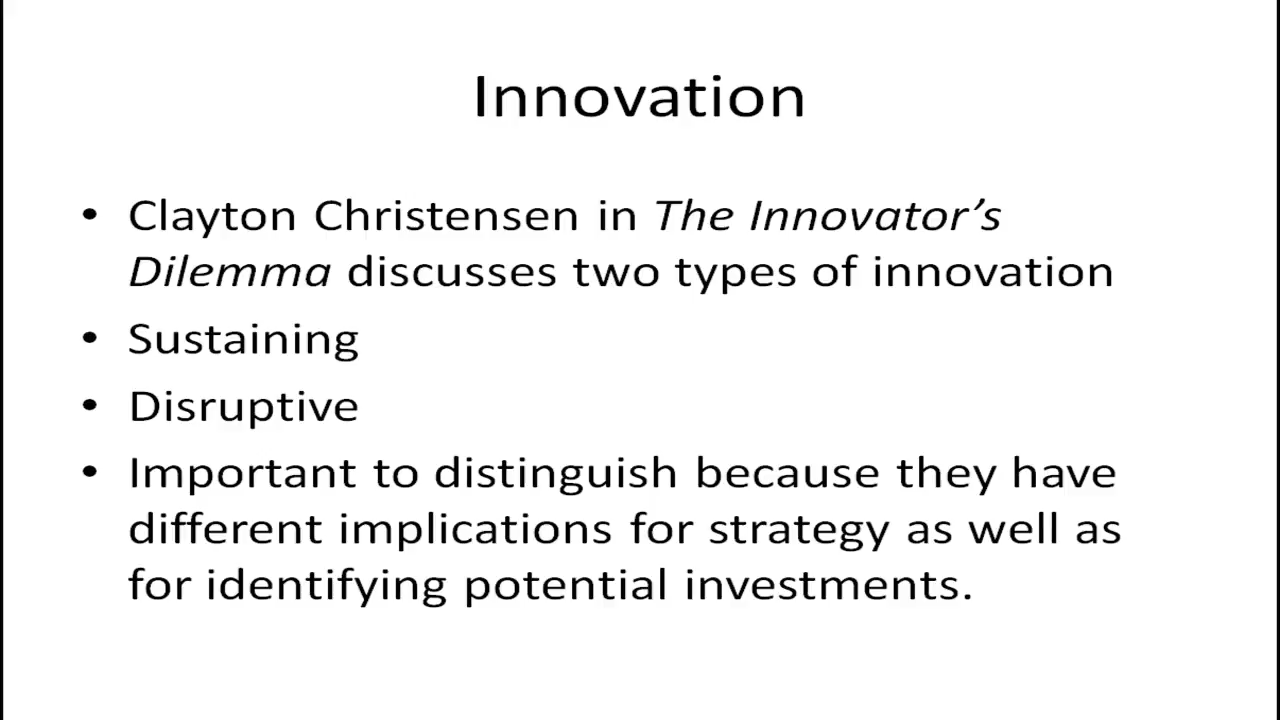 Innovation
• Clayton Christensen in The Innovator’s
Dilemma discusses two types of innovation
• Sustaining
• Disruptive
• Important to distinguish because they have
different implications for strategy as well as
for identifying potential investments.